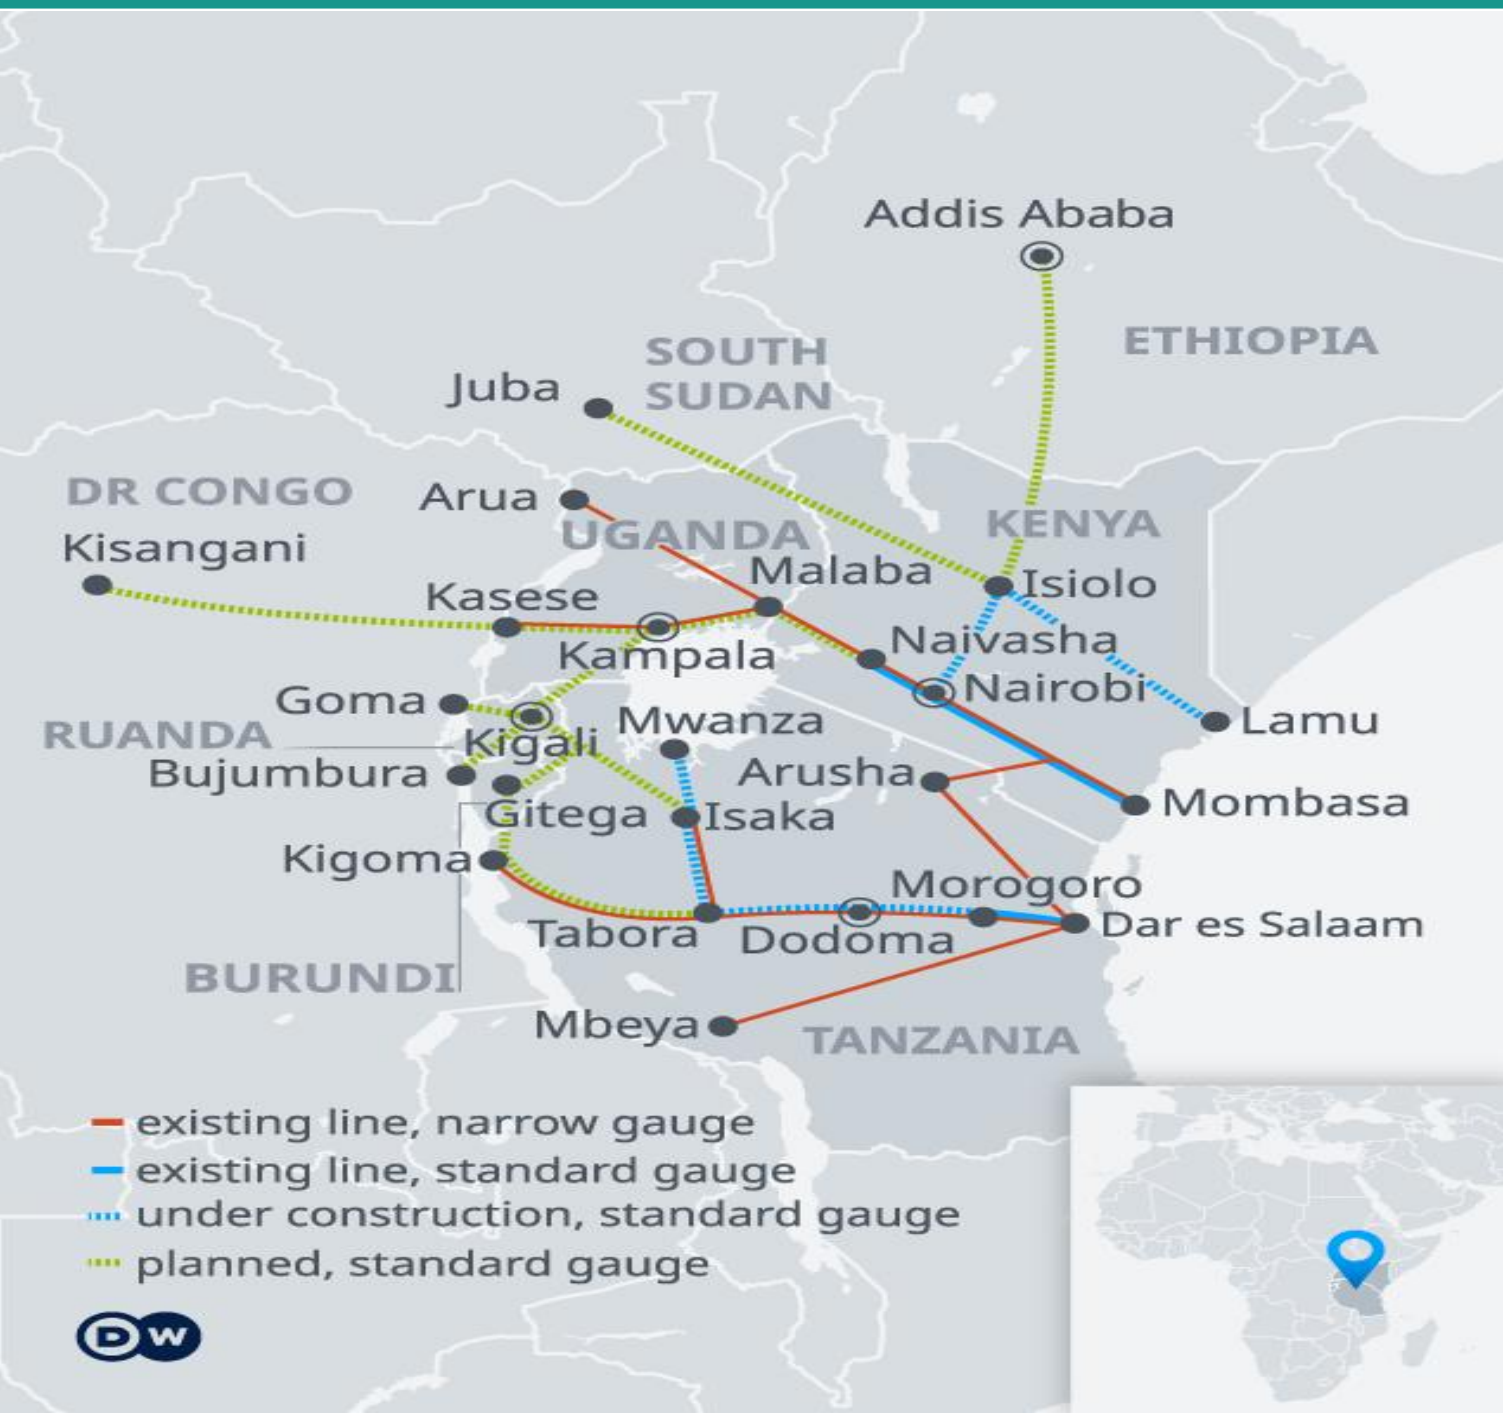 Addis Ababa
ETHIOPIA
SOUTH
SUDAN
Juba
DR CONGO
Arua
UGANDA
KENYA
Kisangani
Malaba
Isiolo
Kasese
Naivasha
Kampala
Nairobi
Goma
Mwanza
Lamu
RUANDA
Kigali
Bujumbura
Arusha
Mombasa
Gitega
Isaka
Kigoma
Morogoro
Tabora
Dodoma
Dar es Salaam
BURUNDI
Mbeya
TANZANIA
existing line, narrow gauge
existing line, standard gauge
under construction, standard gauge
planned, standard gauge
DW